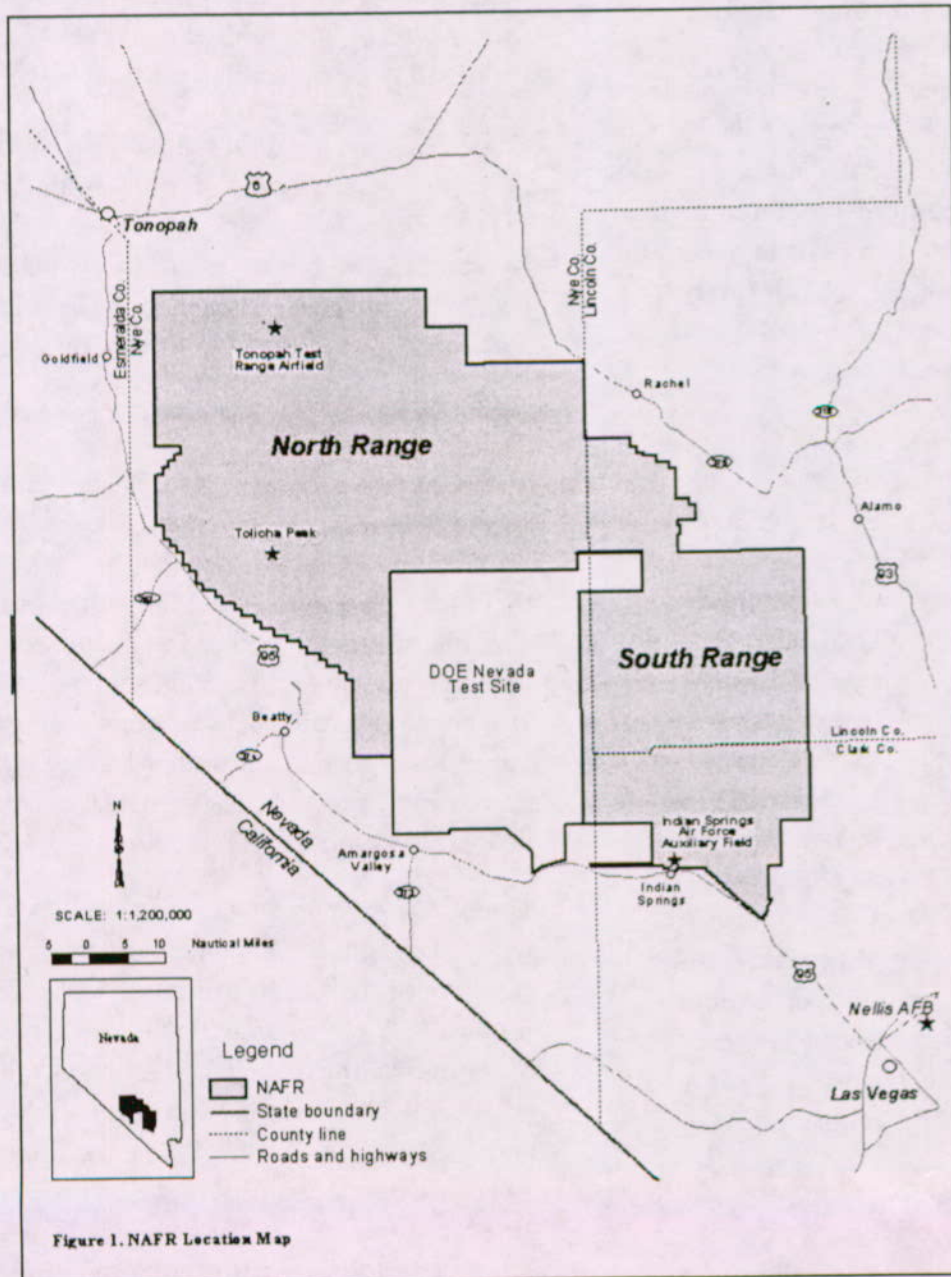 6
Tonopah
Nye Co.
Lincoln Co.
Esmeralda Co.
Nye Co.
Goldfield
Tonopah Test
Range Airfield
Rachel
North Range
Alamo
Tolicha Peak
93
95
DOE Nevada
Test Site
South Range
Beatty
Lincoln Co.
Clark Co.
Nevada
California
N
Indian Springs
Air Force
Auxiliary Field
Amargosa
Valley
Indian
Springs
SCALE: 1:1,200,000
5 0 5 10 Nautical Miles
95
Nellis AFB
Las Vegas
Nevada
Legend
NAFR
State boundary
County line
Roads and highways
Figure 1. NAFR Location Map